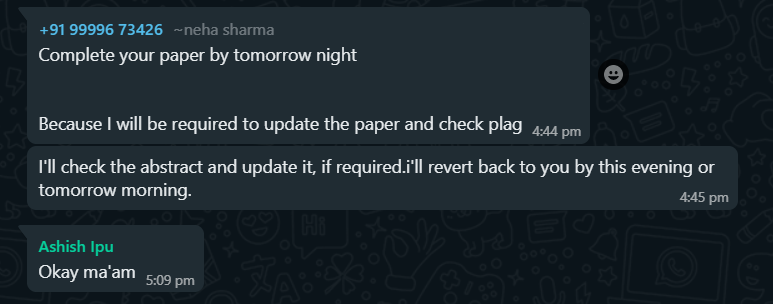 +91 99996 73426 ~neha sharma
Complete your paper by tomorrow night
Because I will be required to update the paper and check plag 4:44 pm
I'll check the abstract and update it, if required.i'll revert back to you by this evening or
tomorrow morning. 4:45 pm
Ashish Ipu
Okay ma'am 5:09 pm